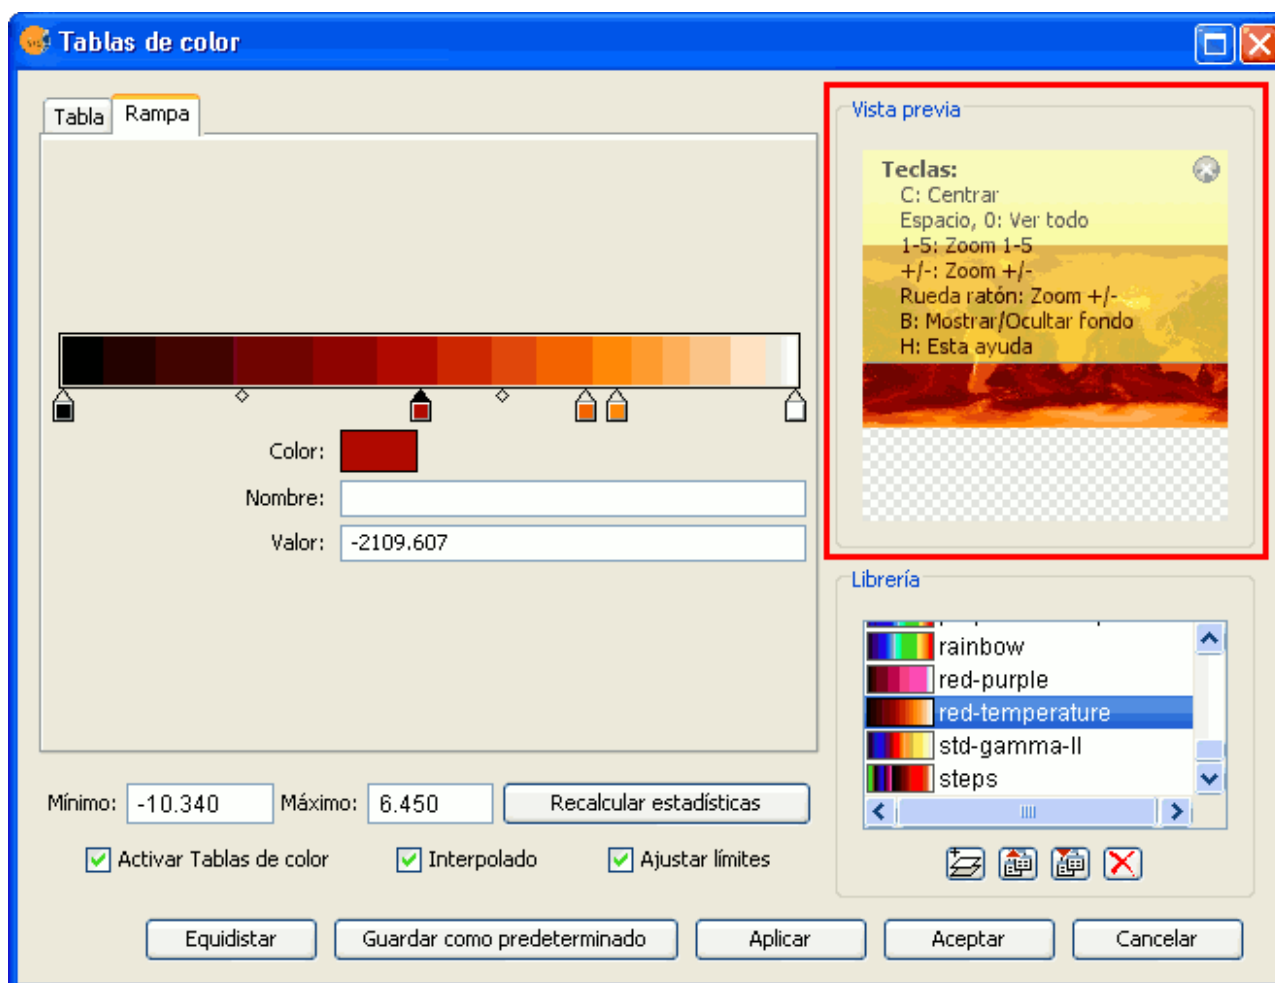 Tablas de color
Tabla
Rampa
Color:
Nombre:
Valor:
-2109.607
Mínimo:
-10.340
Máximo:
6.450
Recalcular estadísticas
Activar Tablas de color
Interpolado
Ajustar límites
Vista previa
Teclas:
C: Centrar
Espacio, 0: Ver todo
1-5: Zoom 1-5
+/-: Zoom +/-
Rueda ratón: Zoom +/-
B: Mostrar/Ocultar fondo
H: Esta ayuda
Librería
rainbow
red-purple
red-temperature
std-gamma-II
steps
Equidistar
Guardar como predeterminado
Aplicar
Aceptar
Cancelar